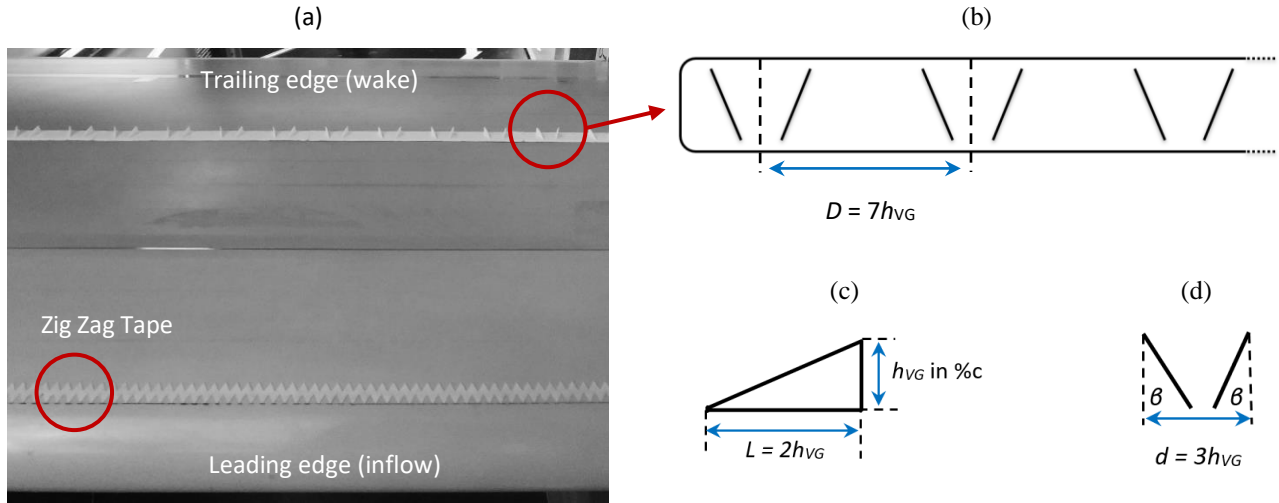 (a)
Trailing edge (wake)
Zig Zag Tape
Leading edge (inflow)
(b)
D = 7hVG
(c)
hVG in %c
L = 2hVG
(d)
β β
d = 3hVG